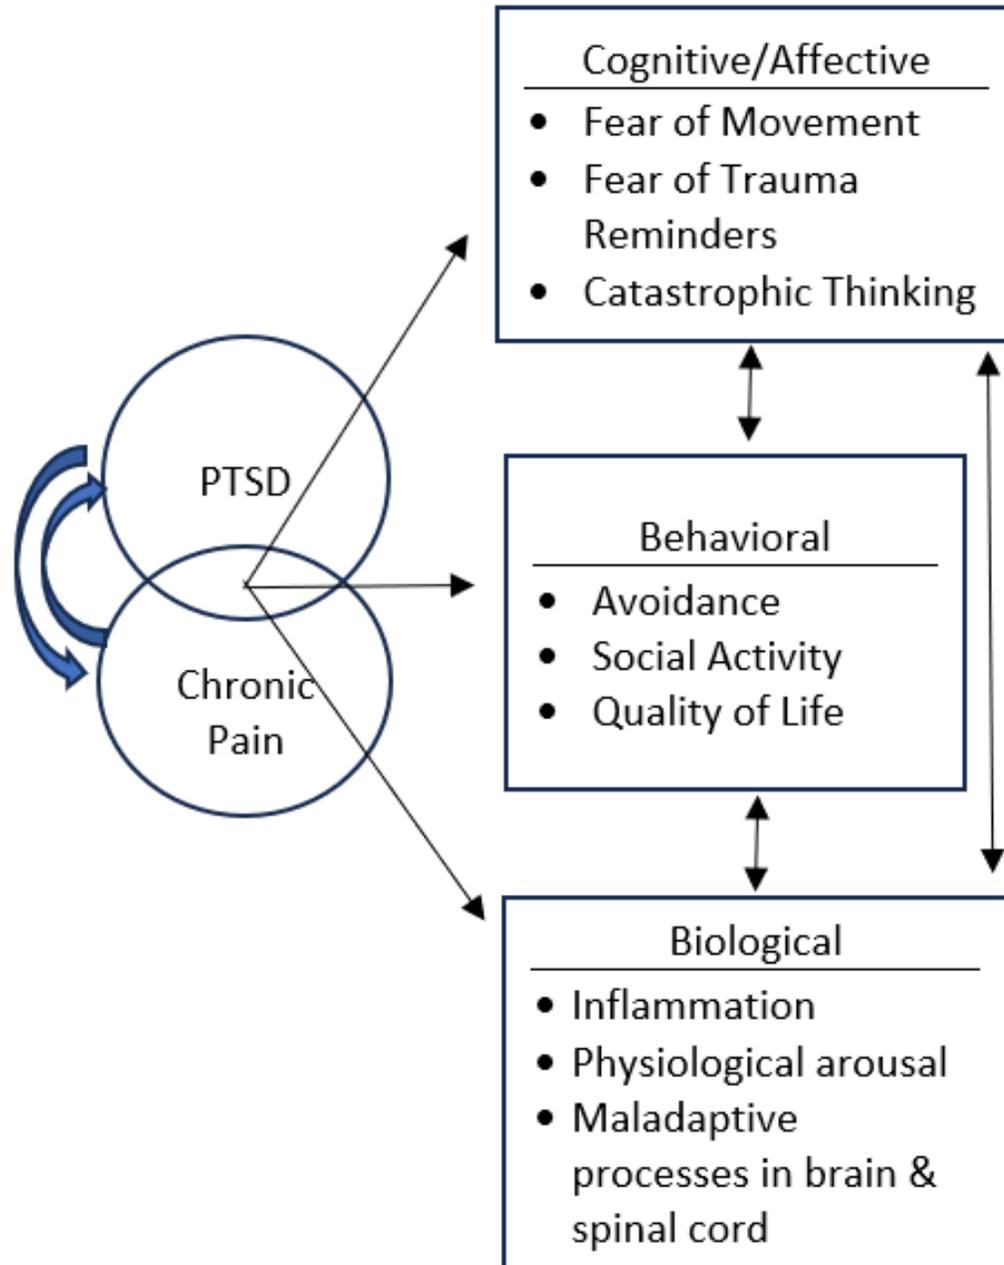 Cognitive/Affective
• Fear of Movement
• Fear of Trauma
Reminders
• Catastrophic Thinking
PTSD
Chronic
Pain
Behavioral
• Avoidance
• Social Activity
• Quality of Life
Biological
• Inflammation
• Physiological arousal
• Maladaptive
processes in brain &
spinal cord